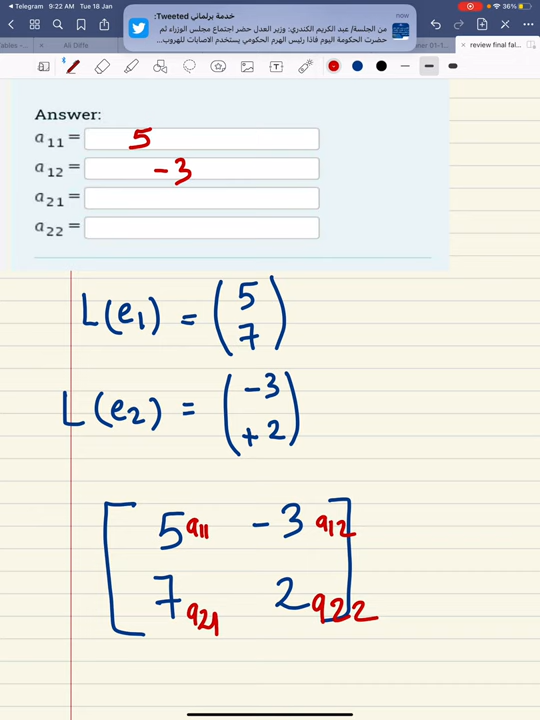 Telegram 9:22 AM Tue 18 Jan 86%
now
خدمة برلماني Tweeted:
من الجلسة/ عبد الكريم الكندري: وزير العدل حضر اجتماع مجلس الوزراء ثم
حضرت الحكومة اليوم فاذا رئيس الهرم الحكومي يستخدم الاصابات للهروب...
Ali Diffs
review final fal...
Answer:
a11 = 5
a12 = -3
a21 =
a22 =
L(e1) = (5
7)
L(e2) = (-3
+2)
[5 a11 -3 a12
7 a21 2 a22]